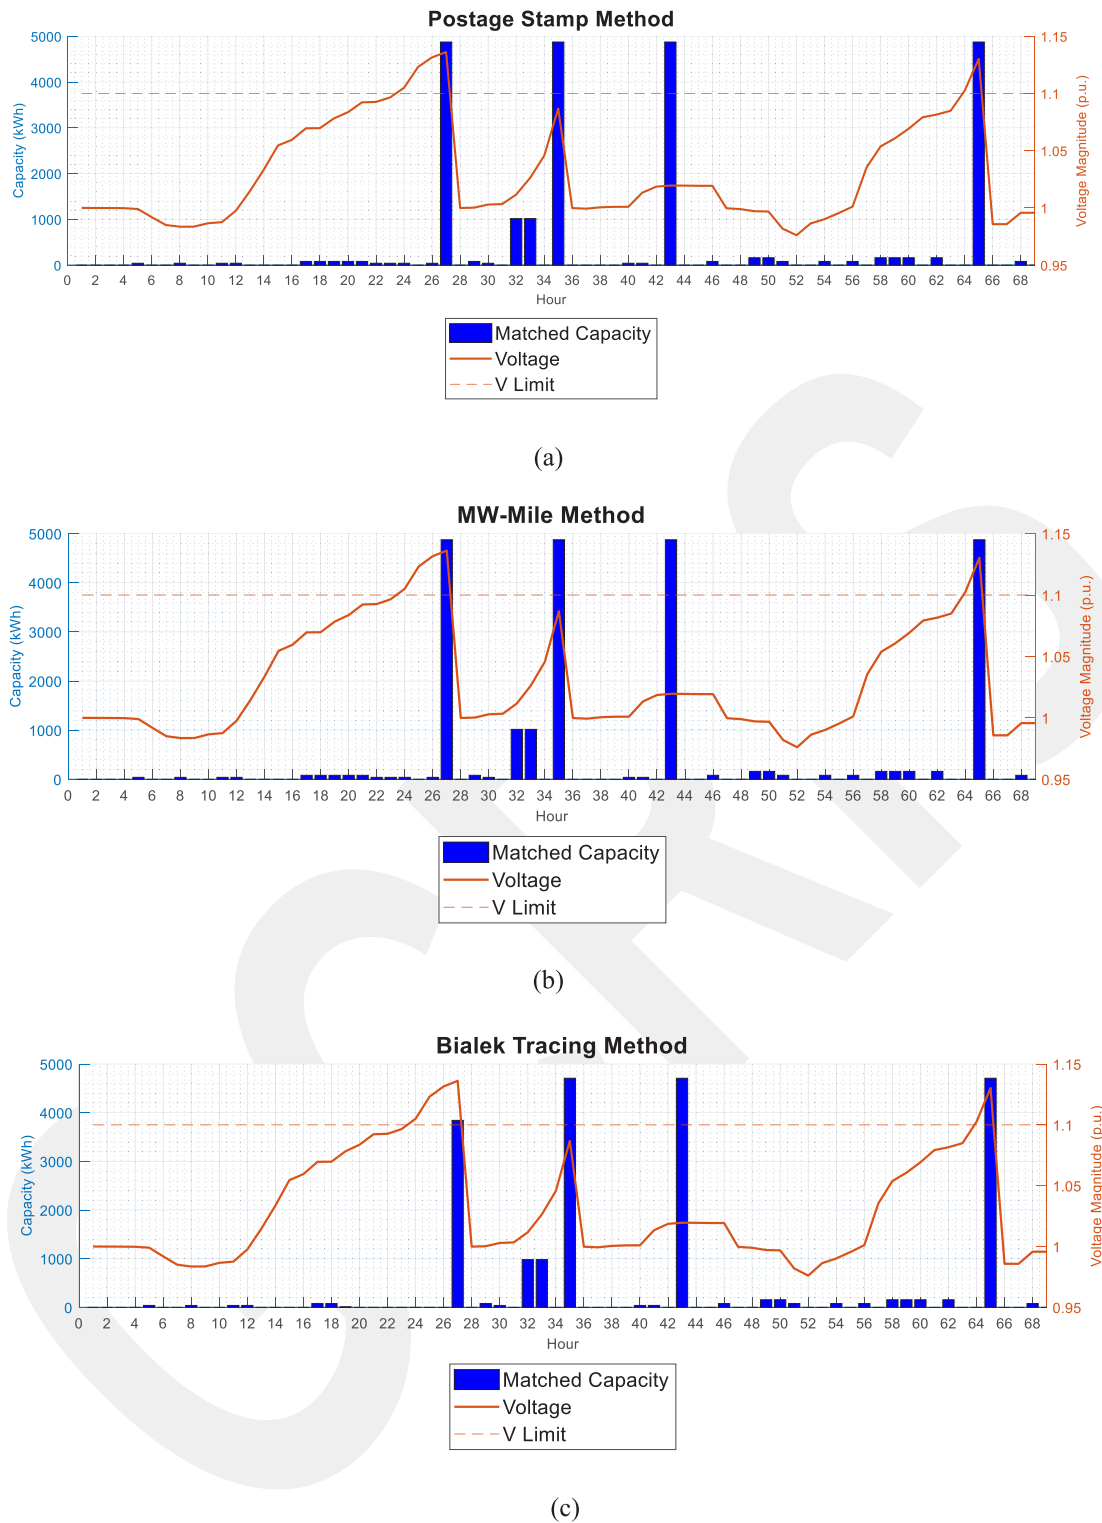 Postage Stamp Method
5000
4000
3000
2000
1000
0
Capacity (kWh)
1.15
1.10
1.05
1
0.95
Voltage Magnitude (p.u.)
0 2 4 6 8 10 12 14 16 18 20 22 24 26 28 30 32 34 36 38 40 42 44 46 48 50 52 54 56 58 60 62 64 66 68
Hour
Matched Capacity
Voltage
V Limit
(a)
MW-Mile Method
5000
4000
3000
2000
1000
0
Capacity (kWh)
1.15
1.10
1.05
1
0.95
Voltage Magnitude (p.u.)
0 2 4 6 8 10 12 14 16 18 20 22 24 26 28 30 32 34 36 38 40 42 44 46 48 50 52 54 56 58 60 62 64 66 68
Hour
Matched Capacity
Voltage
V Limit
(b)
Bialek Tracing Method
5000
4000
3000
2000
1000
0
Capacity (kWh)
1.15
1.10
1.05
1
0.95
Voltage Magnitude (p.u.)
0 2 4 6 8 10 12 14 16 18 20 22 24 26 28 30 32 34 36 38 40 42 44 46 48 50 52 54 56 58 60 62 64 66 68
Hour
Matched Capacity
Voltage
V Limit
(c)